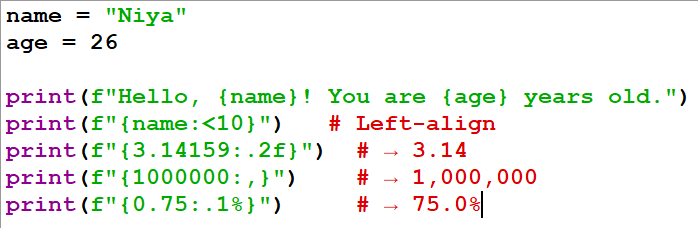 name = "Niya"
age = 26

print(f"Hello, {name}! You are {age} years old.")
print(f"{name:<10}")   # Left-align
print(f"{3.14159:.2f}")  # → 3.14
print(f"{1000000:,}")    # → 1,000,000
print(f"{0.75:.1%}")     # → 75.0%